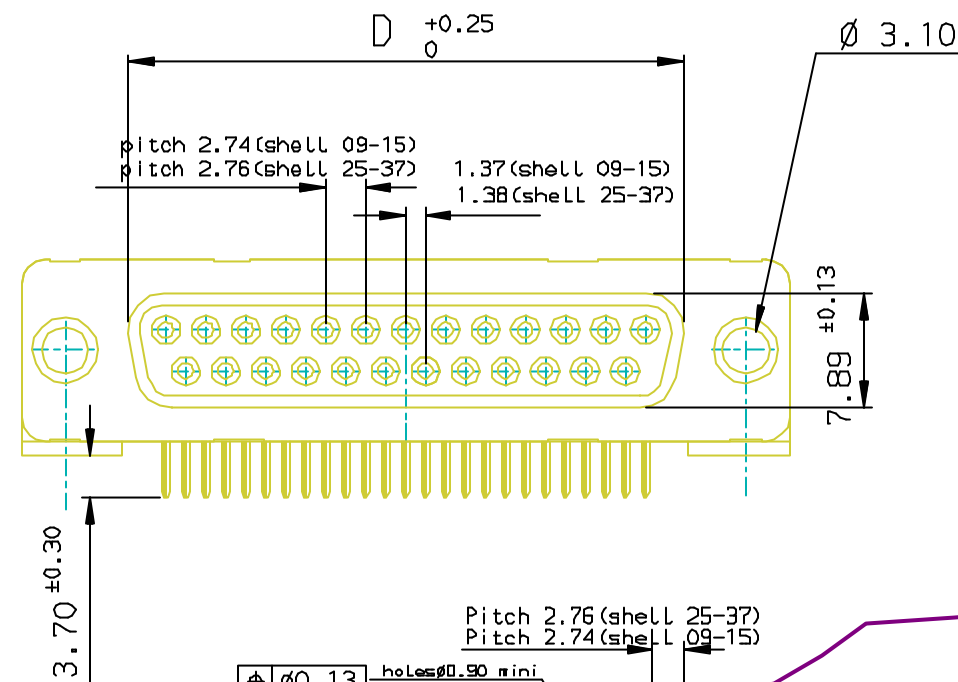 D +0.25
0
Ø 3.10
pitch 2.74(shell 09-15)
pitch 2.76(shell 25-37)
1.37(shell 09-15)
1.38(shell 25-37)
7.89 ±0.13
3.70 ±0.30
Pitch 2.76(shell 25-37)
Pitch 2.74(shell 09-15)
⌖ ø0.13
holesø0.90 mini